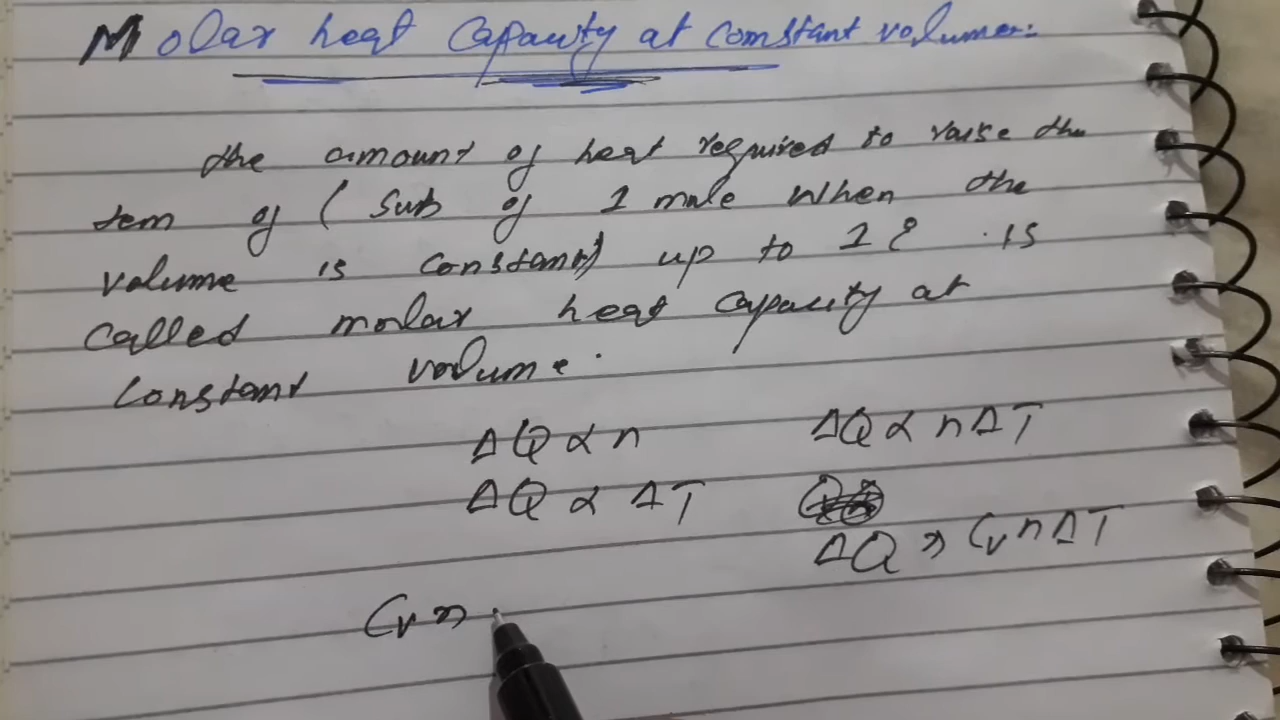 Molar heat Capacity at constant volume:
the amount of heat required to raise the
tem of ( Sub of 1 mole When the
volume is constant) up to 1 is
called molar heat capacity at
constant volume.
ΔQ ∝ n ΔQ ∝ nΔT
ΔQ ∝ ΔT
ΔQ = CvnΔT
Cv =